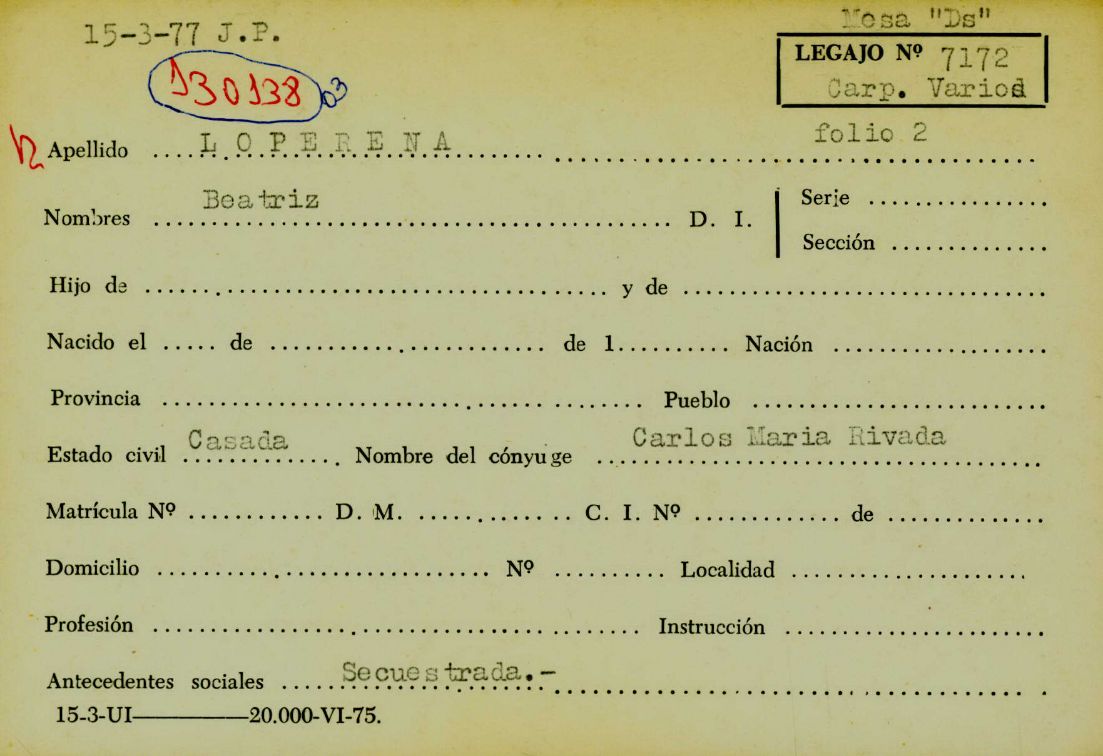 15-3-77 J.P.
Mesa "Ds"
LEGAJO Nº 7172
Carp. Varios
130138 03
folio 2
Apellido .... L O P E R E N A ....
Nombres .... Beatriz .... D. I.
Serie ....
Sección ....
Hijo de .... y de ....
Nacido el ..... de .... de 1.... Nación ....
Provincia .... Pueblo ....
Estado civil Casada .... Nombre del cónyuge Carlos Maria Rivada ....
Matrícula Nº .... D. M. .... C. I. Nº .... de ....
Domicilio .... Nº .... Localidad ....
Profesión .... Instrucción ....
Antecedentes sociales .... Secuestrada.- ....
15-3-UI————20.000-VI-75.